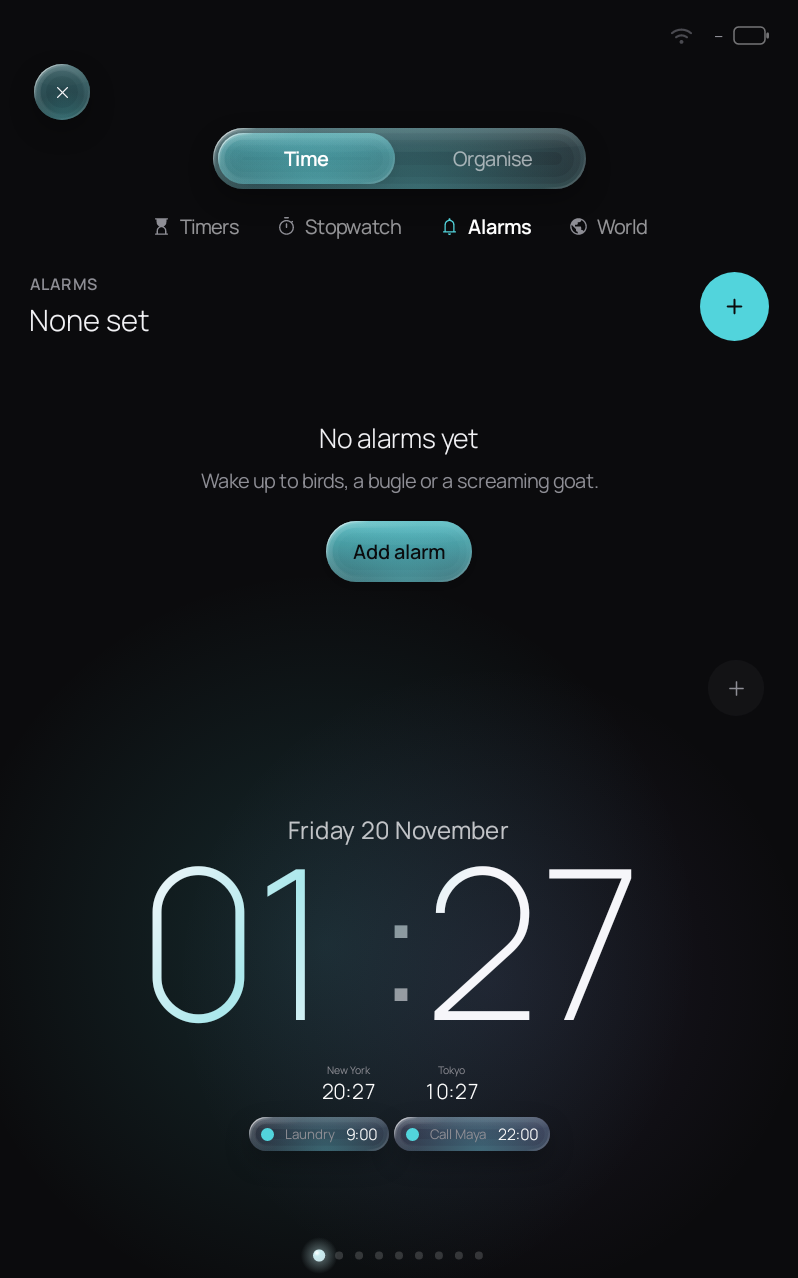 –
Time Organise
Timers Stopwatch Alarms World
ALARMS
None set
No alarms yet
Wake up to birds, a bugle or a screaming goat.
Add alarm
Friday 20 November
01:27
New York Tokyo
20:27 10:27
Laundry 9:00 Call Maya 22:00